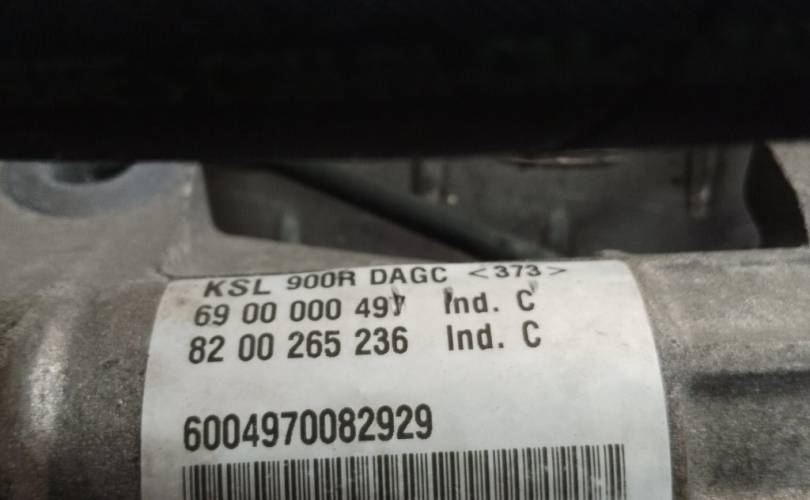 KSL 900R DAGC <373>
69 00 000 497 Ind. C
82 00 265 236 Ind. C
6004970082929